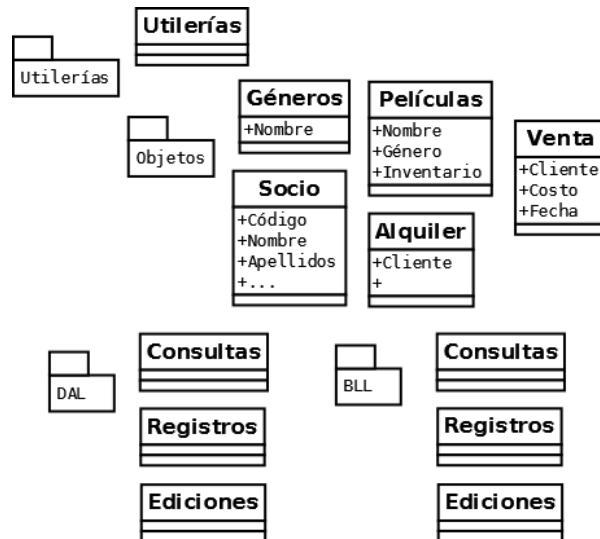 Utilerías
Utilerías
Objetos
Géneros
+Nombre
Películas
+Nombre
+Género
+Inventario
Venta
+Cliente
+Costo
+Fecha
Socio
+Código
+Nombre
+Apellidos
+...
Alquiler
+Cliente
+
DAL
Consultas
Registros
Ediciones
BLL
Consultas
Registros
Ediciones